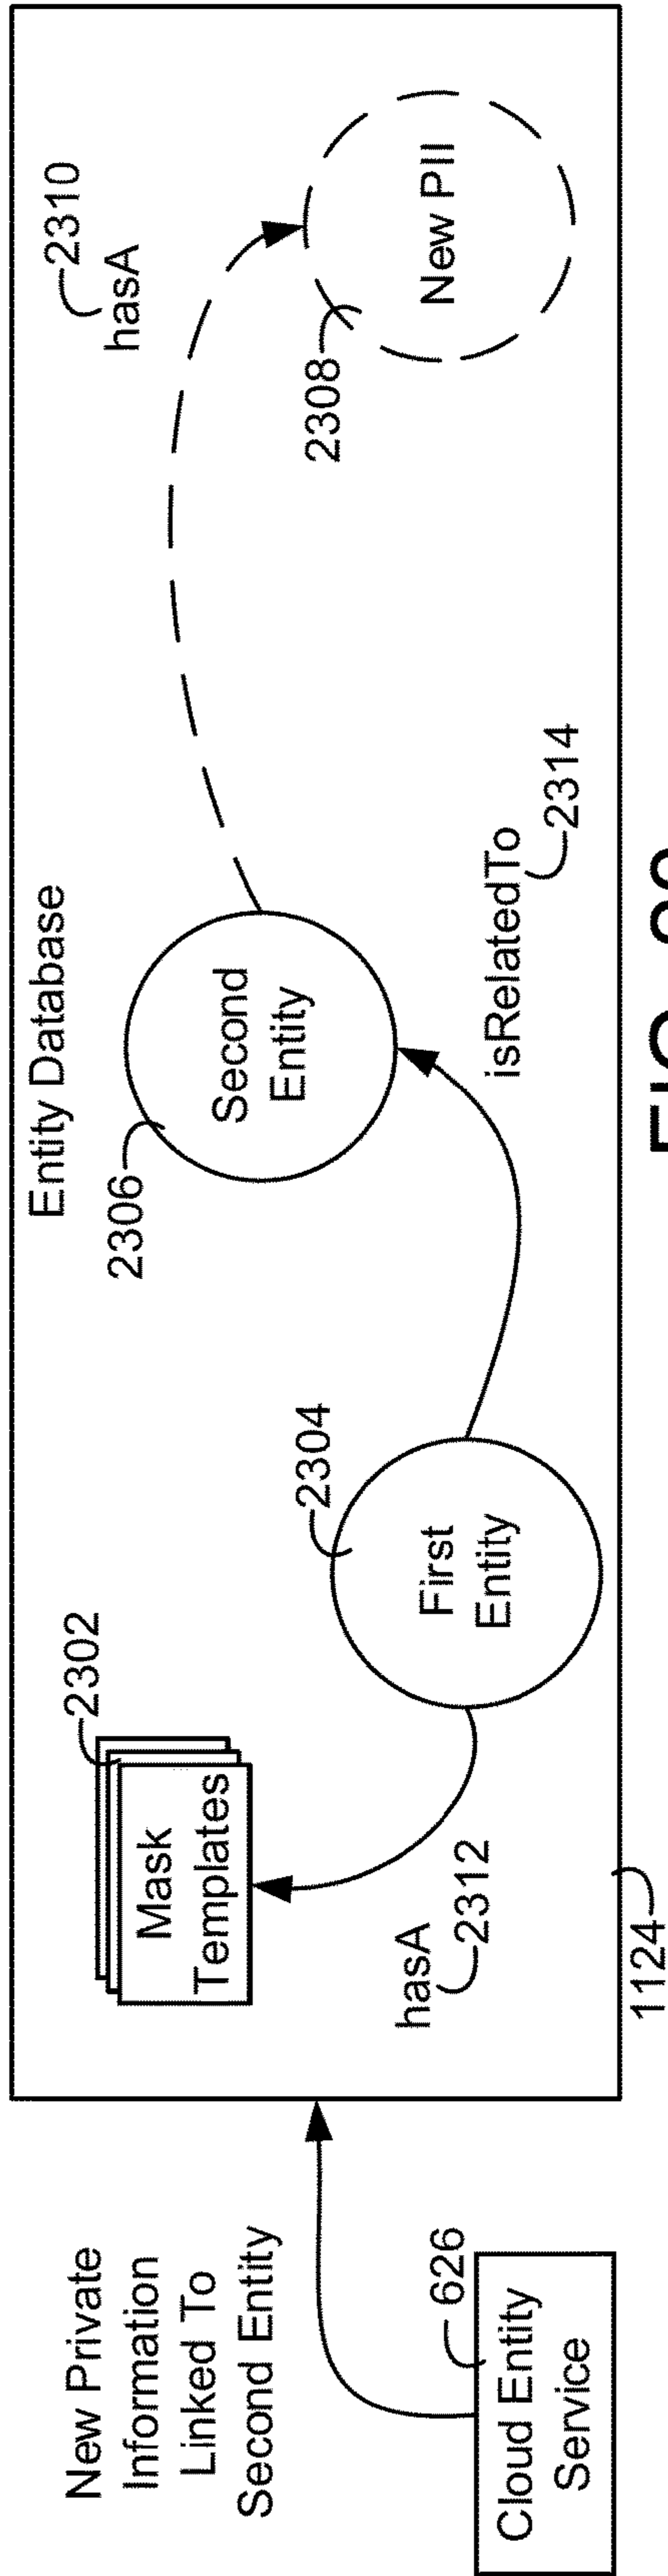 New Private
Information
Linked To
Second Entity
Cloud Entity
Service
626
Entity Database
Mask
Templates
2302
hasA
2312
First
Entity
2304
Second
Entity
2306
isRelatedTo
2314
hasA
2310
New PII
2308
1124
FIG